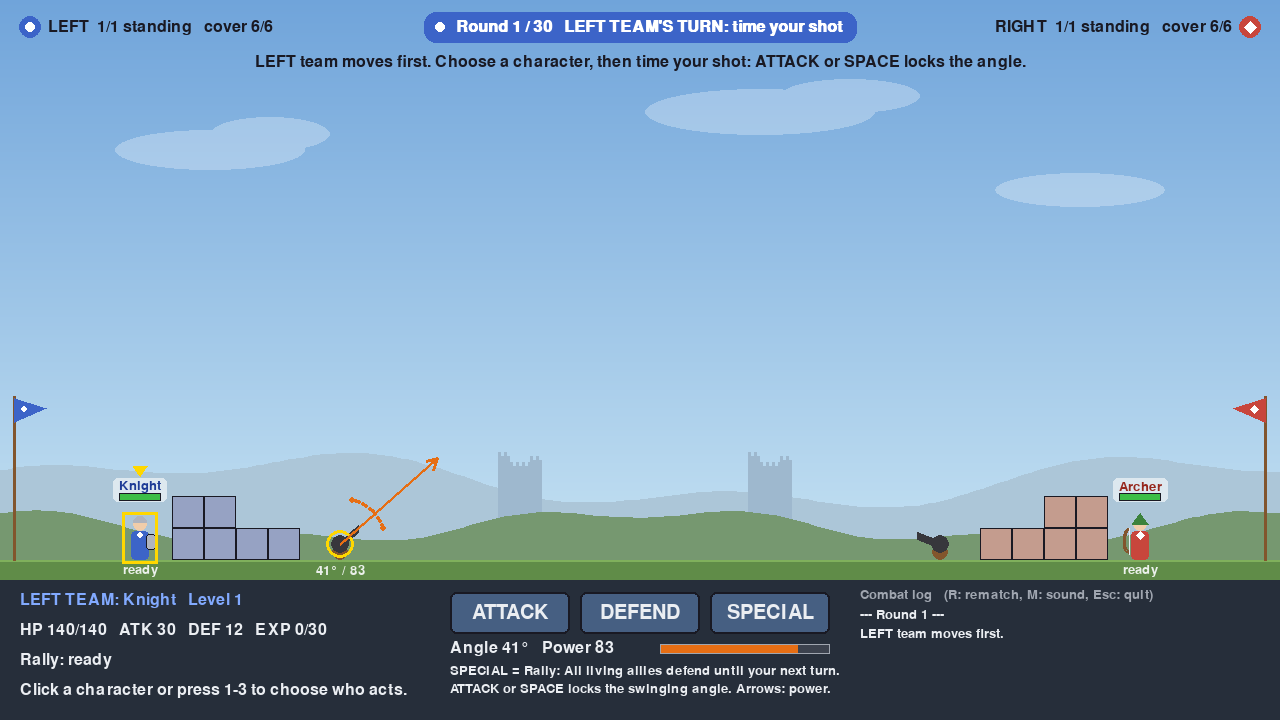 LEFT 1/1 standing cover 6/6
Round 1 / 30 LEFT TEAM'S TURN: time your shot
RIGHT 1/1 standing cover 6/6
LEFT team moves first. Choose a character, then time your shot: ATTACK or SPACE locks the angle.
Knight
Archer
ready
41° / 83
ready
LEFT TEAM: Knight Level 1
HP 140/140 ATK 30 DEF 12 EXP 0/30
Rally: ready
Click a character or press 1-3 to choose who acts.
ATTACK
DEFEND
SPECIAL
Angle 41° Power 83
SPECIAL = Rally: All living allies defend until your next turn.
ATTACK or SPACE locks the swinging angle. Arrows: power.
Combat log (R: rematch, M: sound, Esc: quit)
--- Round 1 ---
LEFT team moves first.